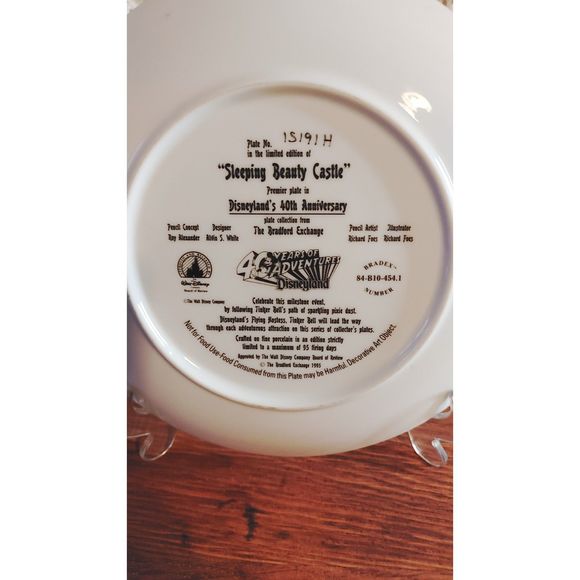 Plate No. 15191H
in the limited edition of
"Sleeping Beauty Castle"
Premier plate in
Disneyland's 40th Anniversary
plate collection from
The Bradford Exchange
Pencil Concept
Roy Alexander
Designer
Alvin S. White
Pencil Artist
Richard Foes
Illustrator
Richard Foes
Walt Disney
Board of Review
©The Walt Disney Company
40 YEARS OF
ADVENTURES
Disneyland
BRADEX
84-B10-454.1
NUMBER
Celebrate this milestone event,
by following Tinker Bell's path of sparkling pixie dust.
Disneyland's Flying Hostess, Tinker Bell will lead the way
through each adventurous attraction on this series of collector's plates.
Crafted on fine porcelain in an edition strictly
limited to a maximum of 95 firing days
Approved by The Walt Disney Company Board of Review
© The Bradford Exchange 1995
Not for Food Use-Food Consumed from this Plate may be Harmful. Decorative Art Object.